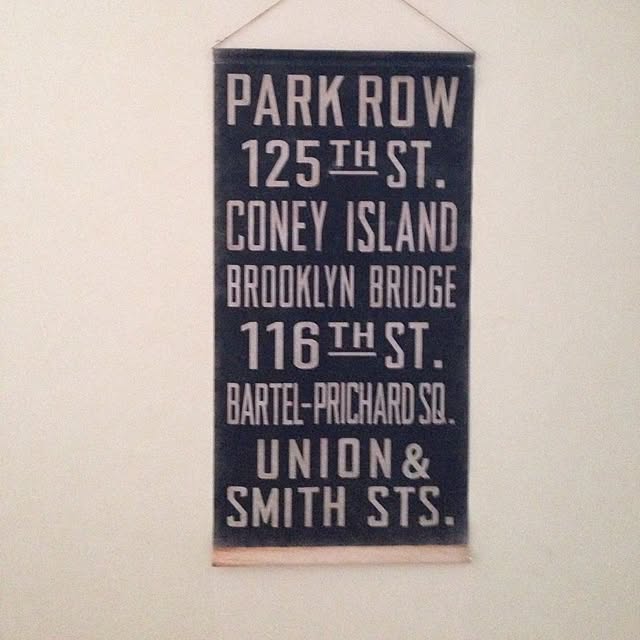 PARK ROW
125TH ST.
CONEY ISLAND
BROOKLYN BRIDGE
116TH ST.
BARTEL-PRICHARD SQ.
UNION &
SMITH STS.